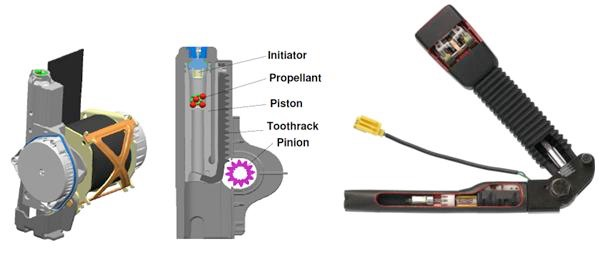 Initiator
Propellant
Piston
Toothrack
Pinion